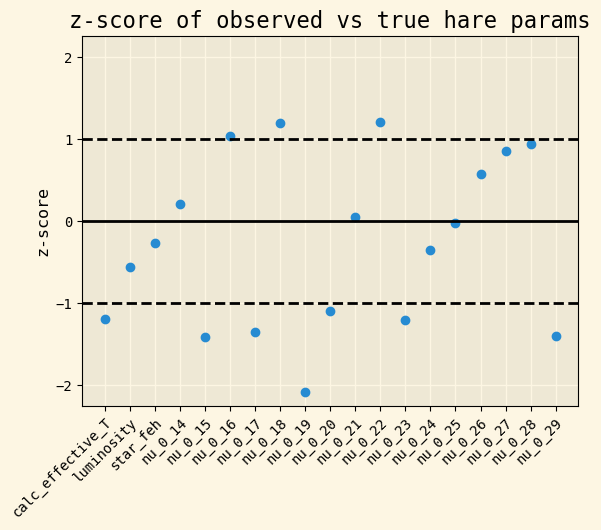 z-score of observed vs true hare params
2
1
0
−1
−2
z-score
calc_effective_T
luminosity
star_feh
nu_0_14
nu_0_15
nu_0_16
nu_0_17
nu_0_18
nu_0_19
nu_0_20
nu_0_21
nu_0_22
nu_0_23
nu_0_24
nu_0_25
nu_0_26
nu_0_27
nu_0_28
nu_0_29